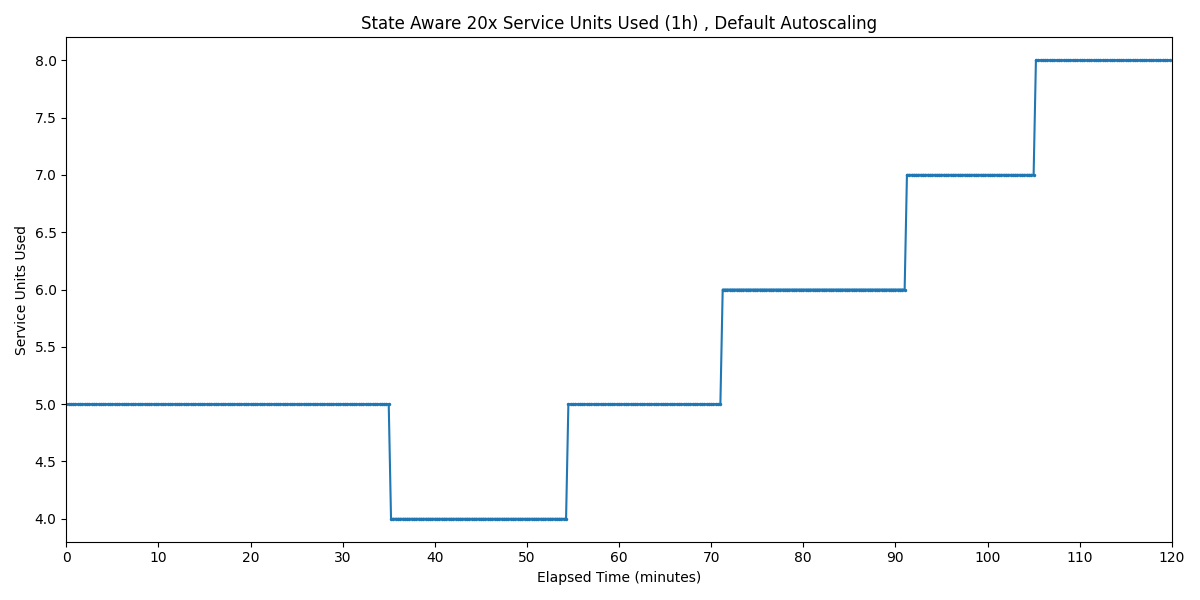 State Aware 20x Service Units Used (1h) , Default Autoscaling
8.0
7.5
7.0
6.5
6.0
5.5
5.0
4.5
4.0
Service Units Used
0 10 20 30 40 50 60 70 80 90 100 110 120
Elapsed Time (minutes)